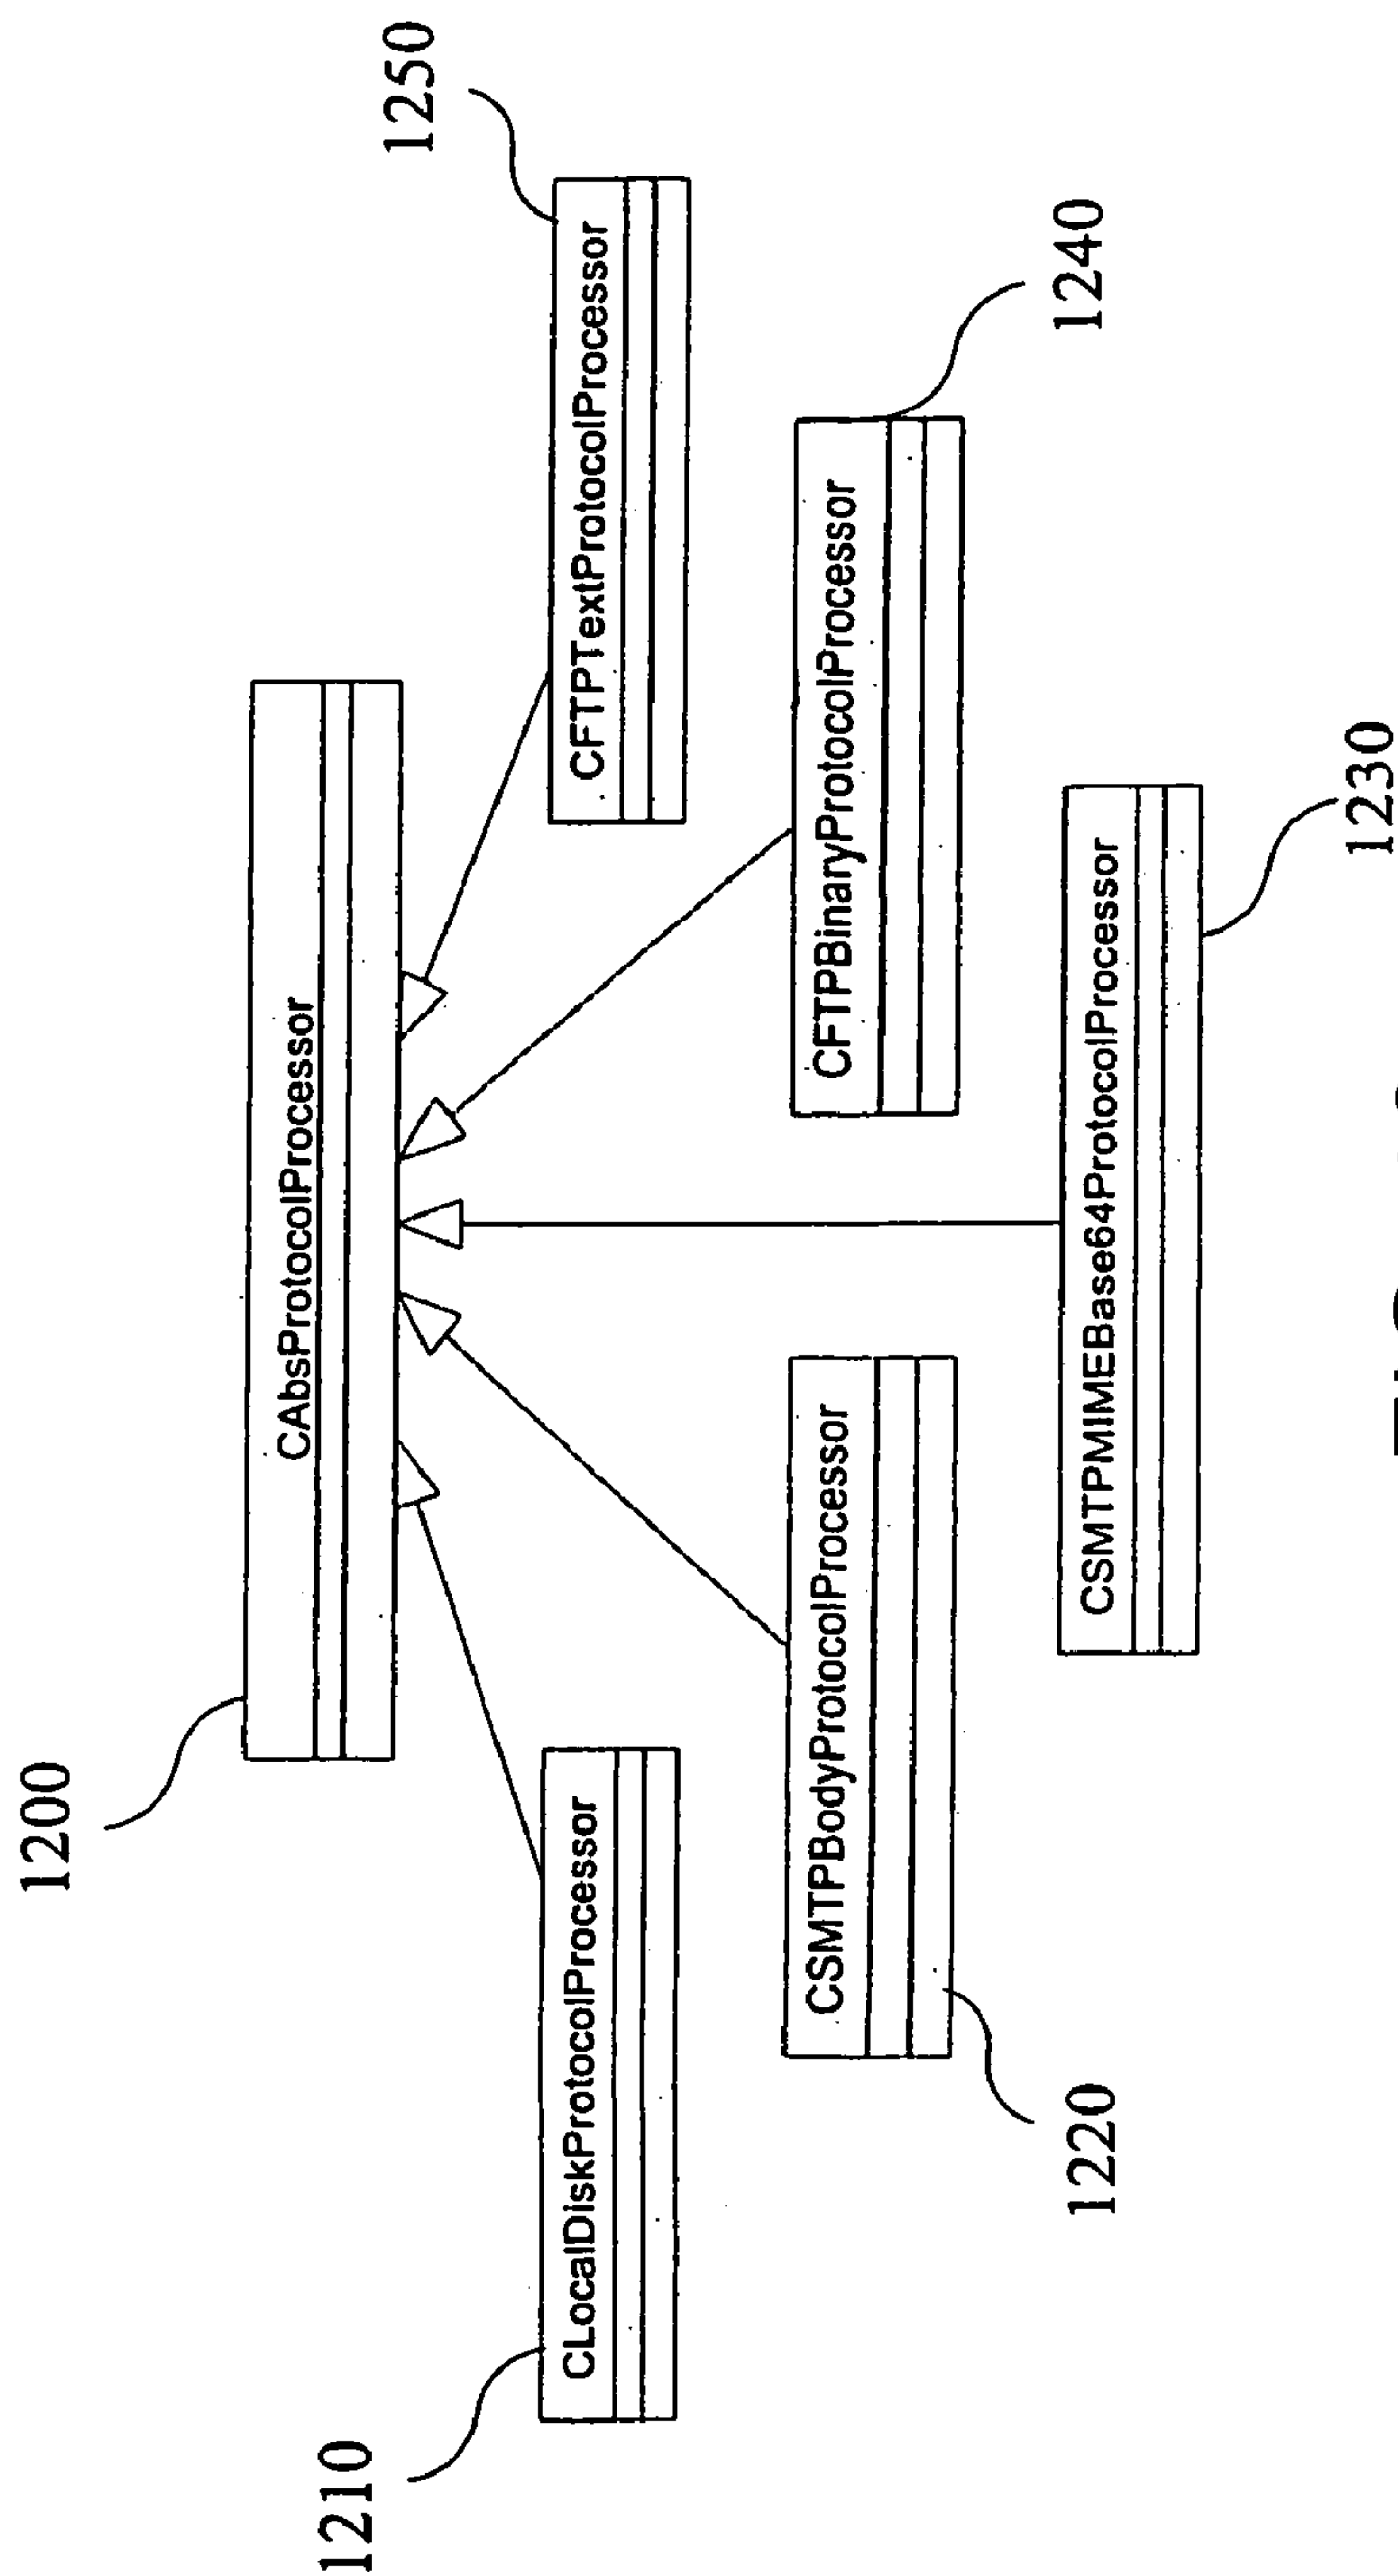 1200
CAbsProtocolProcessor
1210
CLocalDiskProtocolProcessor
1250
CFTPTextProtocolProcessor
CSMTPBodyProtocolProcessor
1220
CFTPBinaryProtocolProcessor
1240
CSMTPMIMEBase64ProtocolProcessor
1230